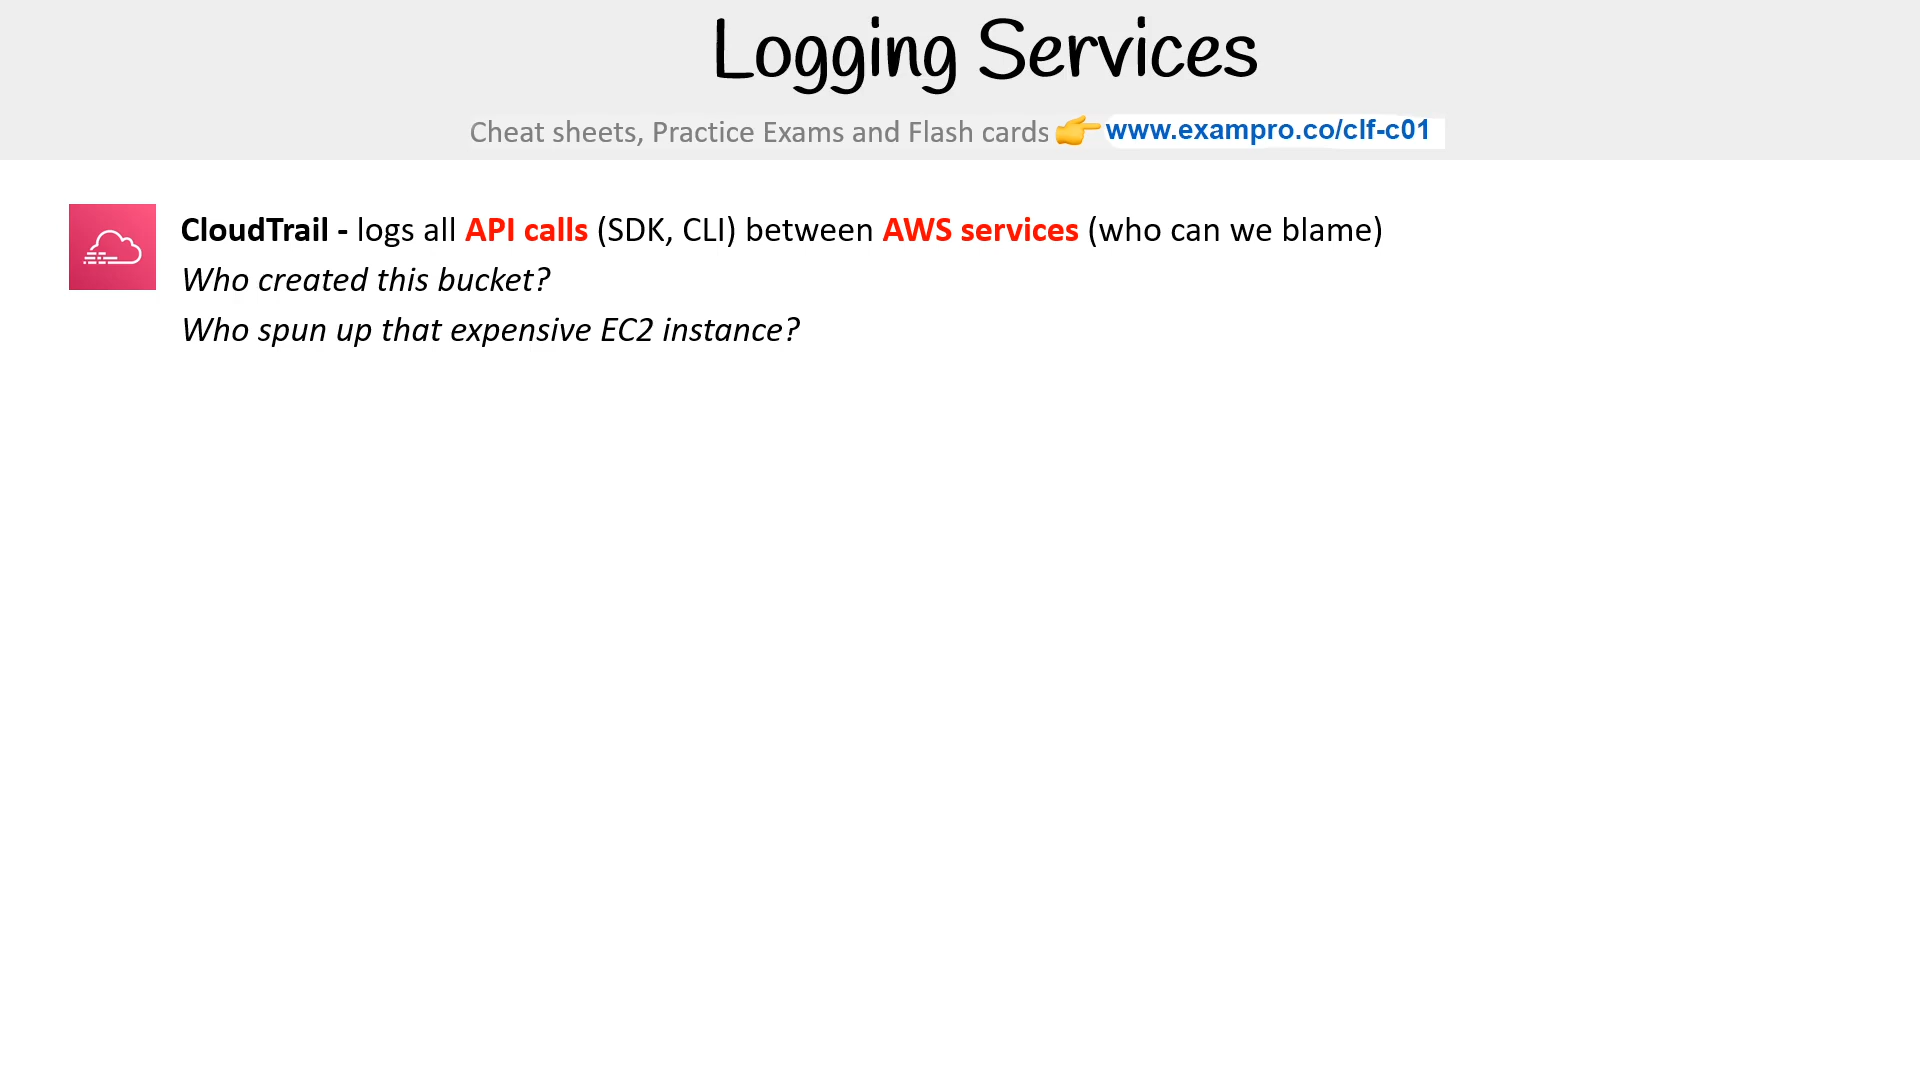 Logging Services
Cheat sheets, Practice Exams and Flash cards 👉 www.exampro.co/clf-c01
CloudTrail - logs all API calls (SDK, CLI) between AWS services (who can we blame)
Who created this bucket?
Who spun up that expensive EC2 instance?